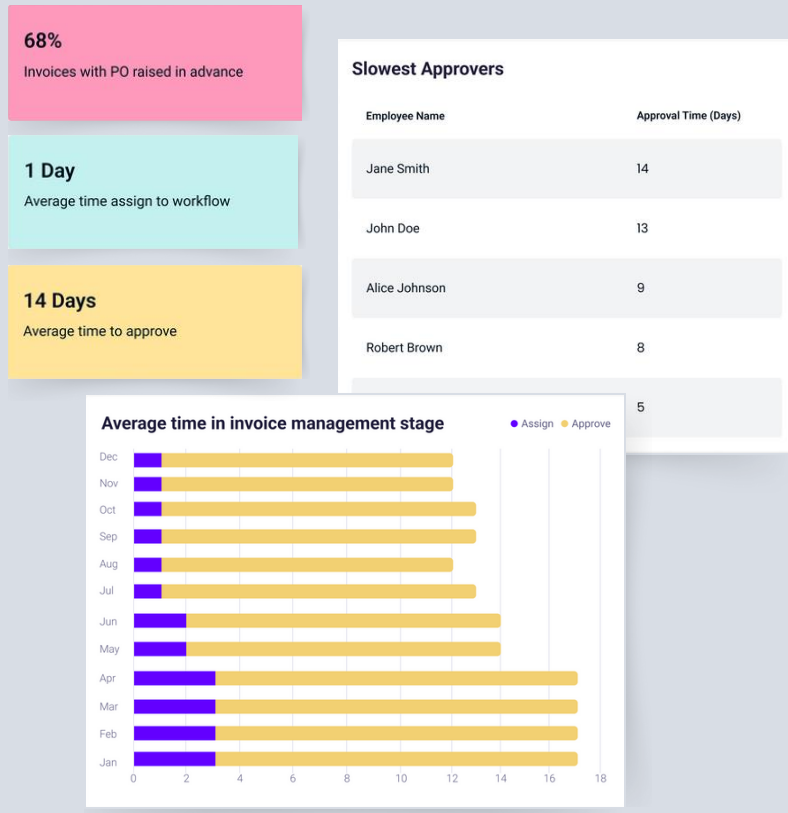 68%
Invoices with PO raised in advance
1 Day
Average time assign to workflow
14 Days
Average time to approve
Slowest Approvers
Employee Name Approval Time (Days)
Jane Smith 14
John Doe 13
Alice Johnson 9
Robert Brown 8
5
Average time in invoice management stage
Assign Approve
Dec
Nov
Oct
Sep
Aug
Jul
Jun
May
Apr
Mar
Feb
Jan
0 2 4 6 8 10 12 14 16 18